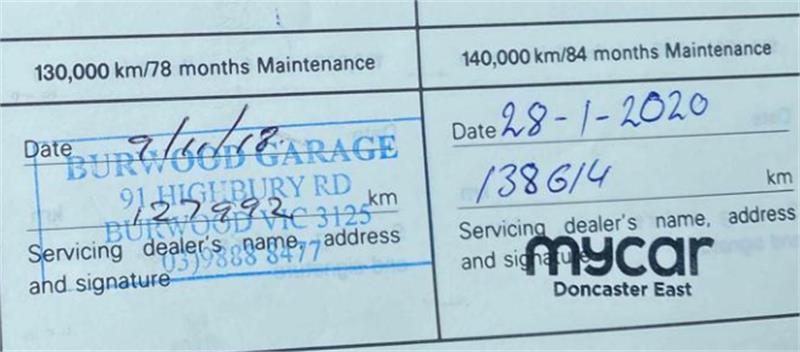 130,000 km/78 months Maintenance
Date 9/11/18
BURWOOD GARAGE
91 HIGHBURY RD
127992 km
BURWOOD VIC 3125
Servicing dealer's name, address
03)9888 8477
and signature
140,000 km/84 months Maintenance
Date 28-1-2020
138614 km
Servicing dealer's name, address
and signature
mycar
Doncaster East